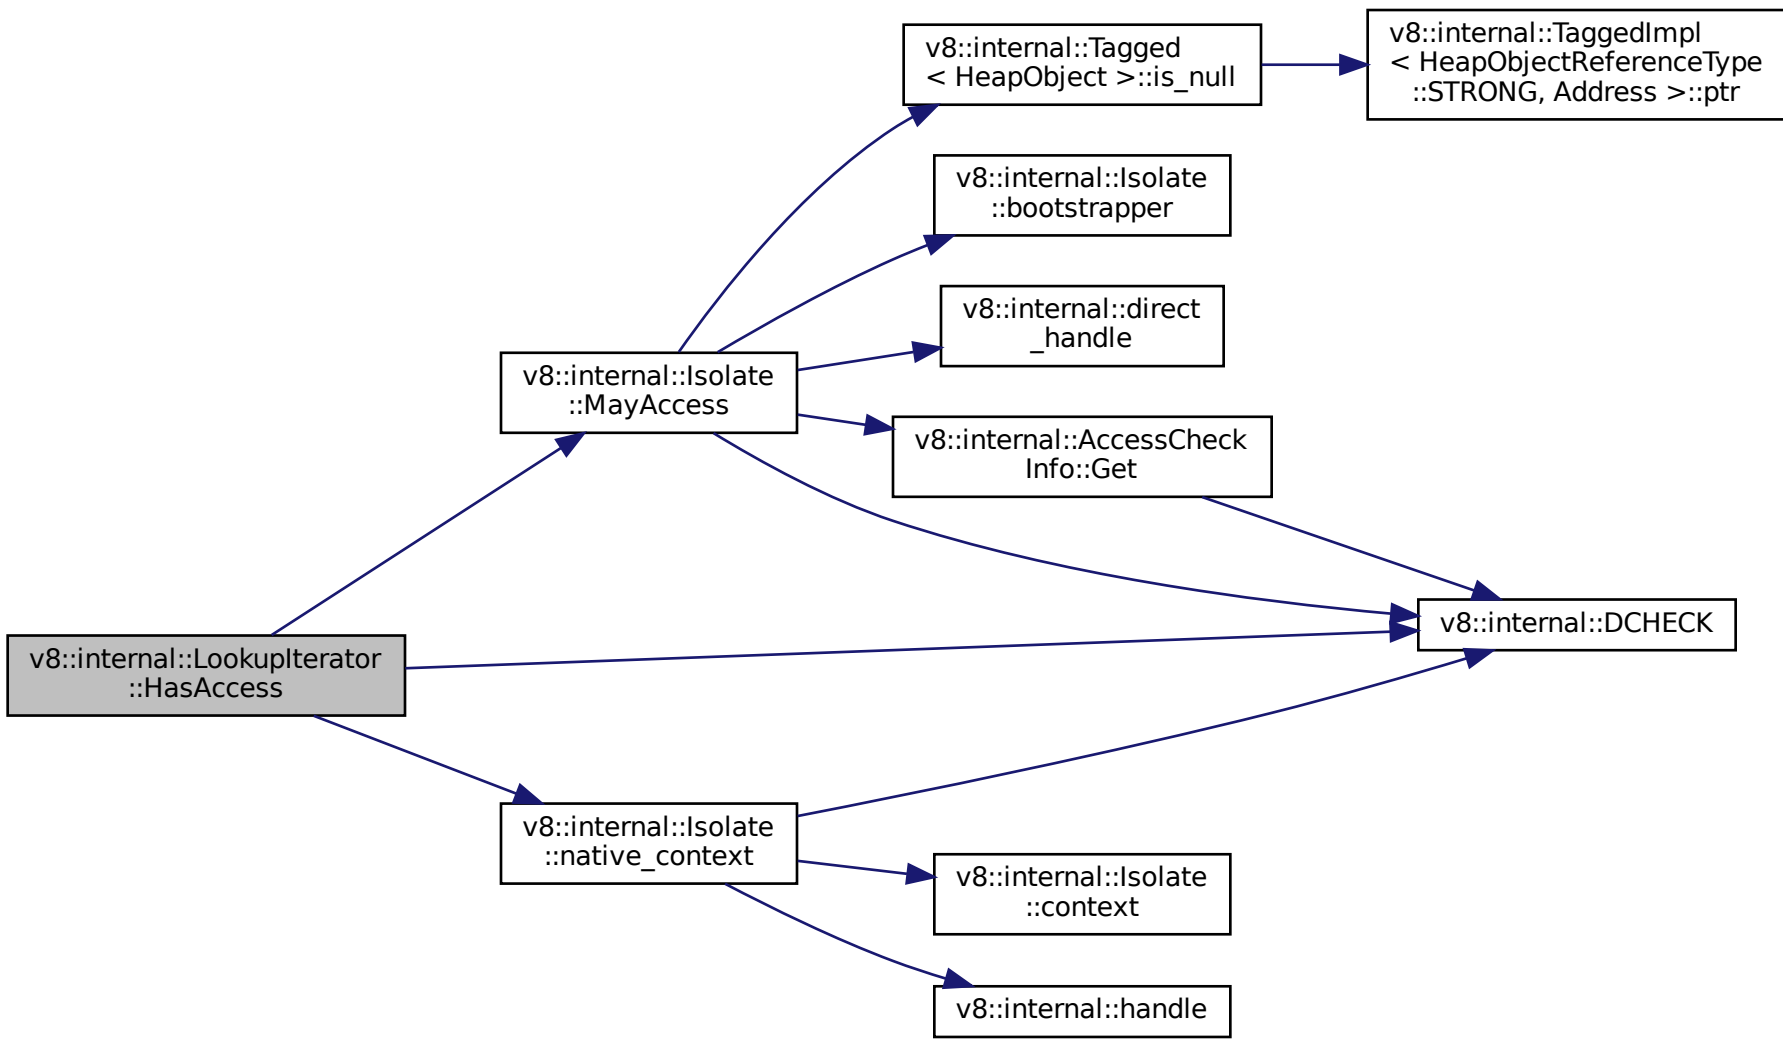 v8::internal::LookupIterator
::HasAccess
v8::internal::Isolate
::MayAccess
v8::internal::Tagged
< HeapObject >::is_null
v8::internal::TaggedImpl
< HeapObjectReferenceType
::STRONG, Address >::ptr
v8::internal::Isolate
::bootstrapper
v8::internal::direct
_handle
v8::internal::AccessCheck
Info::Get
v8::internal::DCHECK
v8::internal::Isolate
::native_context
v8::internal::Isolate
::context
v8::internal::handle